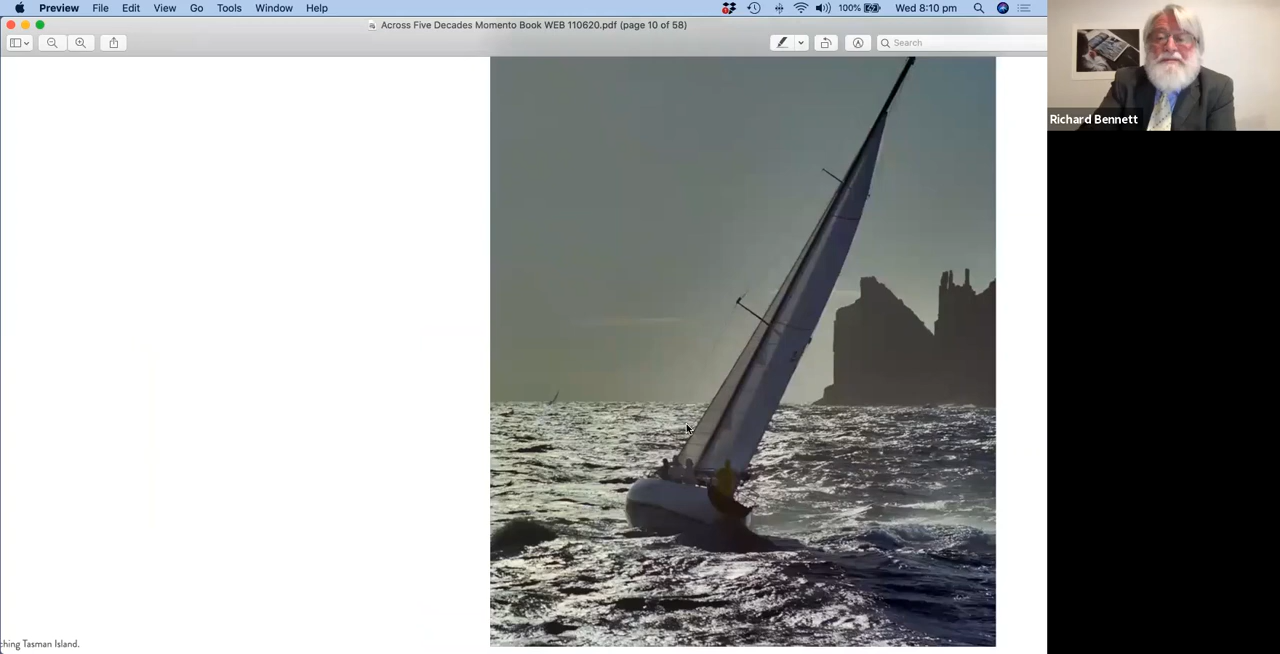 Preview File Edit View Go Tools Window Help 100% Wed 8:10 pm
Across Five Decades Momento Book WEB 110620.pdf (page 10 of 58)
Search
Richard Bennett
ching Tasman Island.